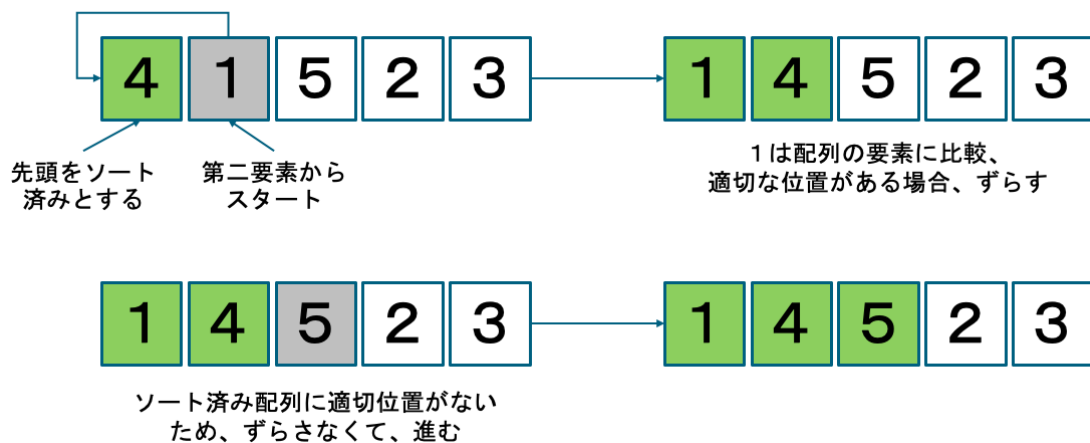 4 1 5 2 3
1 4 5 2 3
先頭をソート
済みとする
第二要素から
スタート
1は配列の要素に比較、
適切な位置がある場合、ずらす
1 4 5 2 3
1 4 5 2 3
ソート済み配列に適切位置がない
ため、ずらさなくて、進む